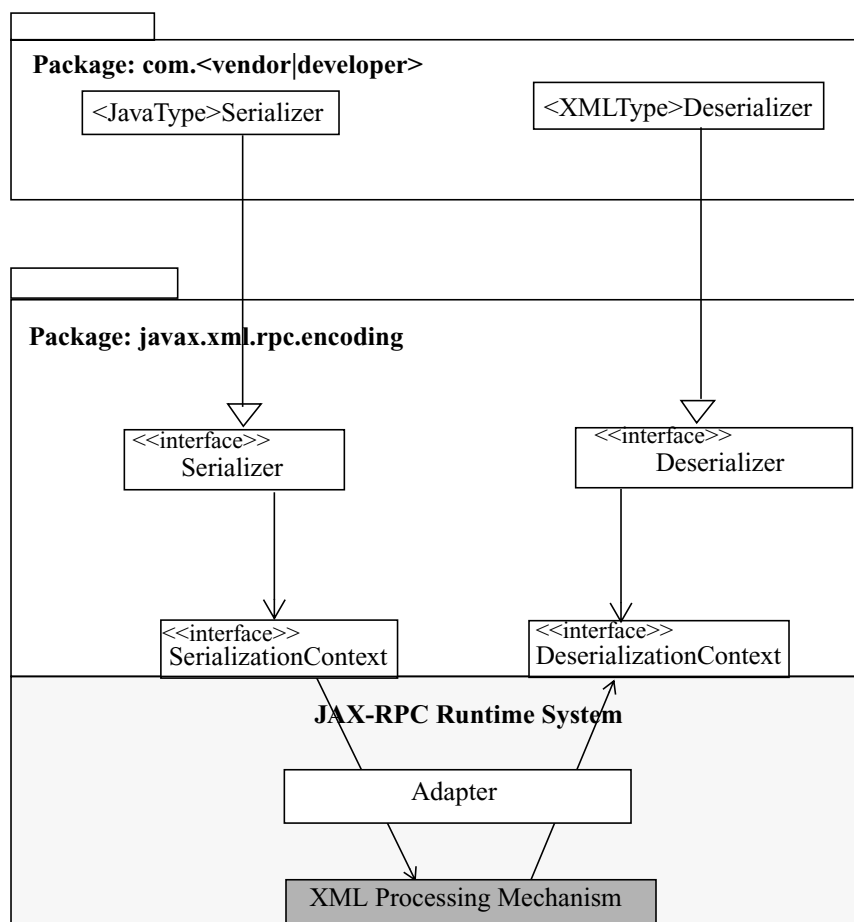 Package: com.<vendor|developer>
<JavaType>Serializer
<XMLType>Deserializer
Package: javax.xml.rpc.encoding
<<interface>>
Serializer
<<interface>>
Deserializer
<<interface>>
SerializationContext
<<interface>>
DeserializationContext
JAX-RPC Runtime System
Adapter
XML Processing Mechanism